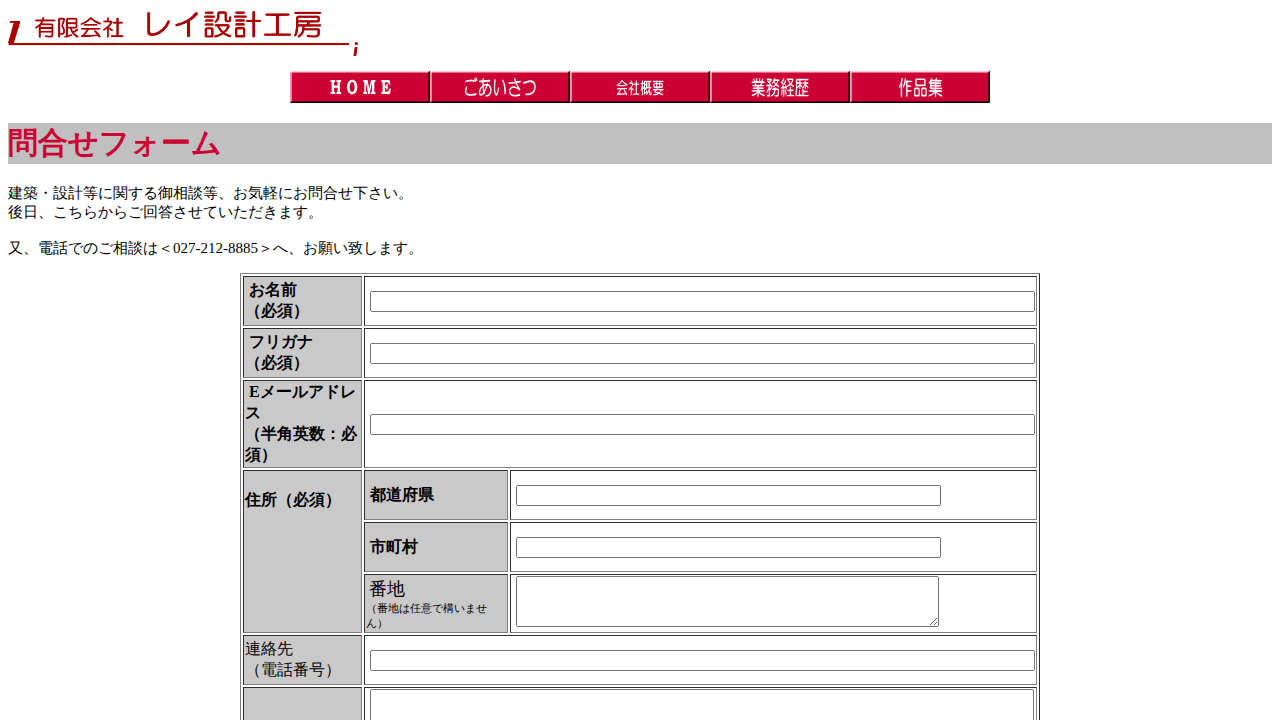 有限会社 レイ設計工房
HOME ごあいさつ 会社概要 業務経歴 作品集
問合せフォーム
建築・設計等に関する御相談等、お気軽にお問合せ下さい。
後日、こちらからご回答させていただきます。
又、電話でのご相談は＜027-212-8885＞へ、お願い致します。
お名前
（必須）
フリガナ
（必須）
Eメールアドレ
ス
（半角英数：必
須）
住所（必須）
都道府県
市町村
番地
（番地は任意で構いませ
ん）
連絡先
（電話番号）